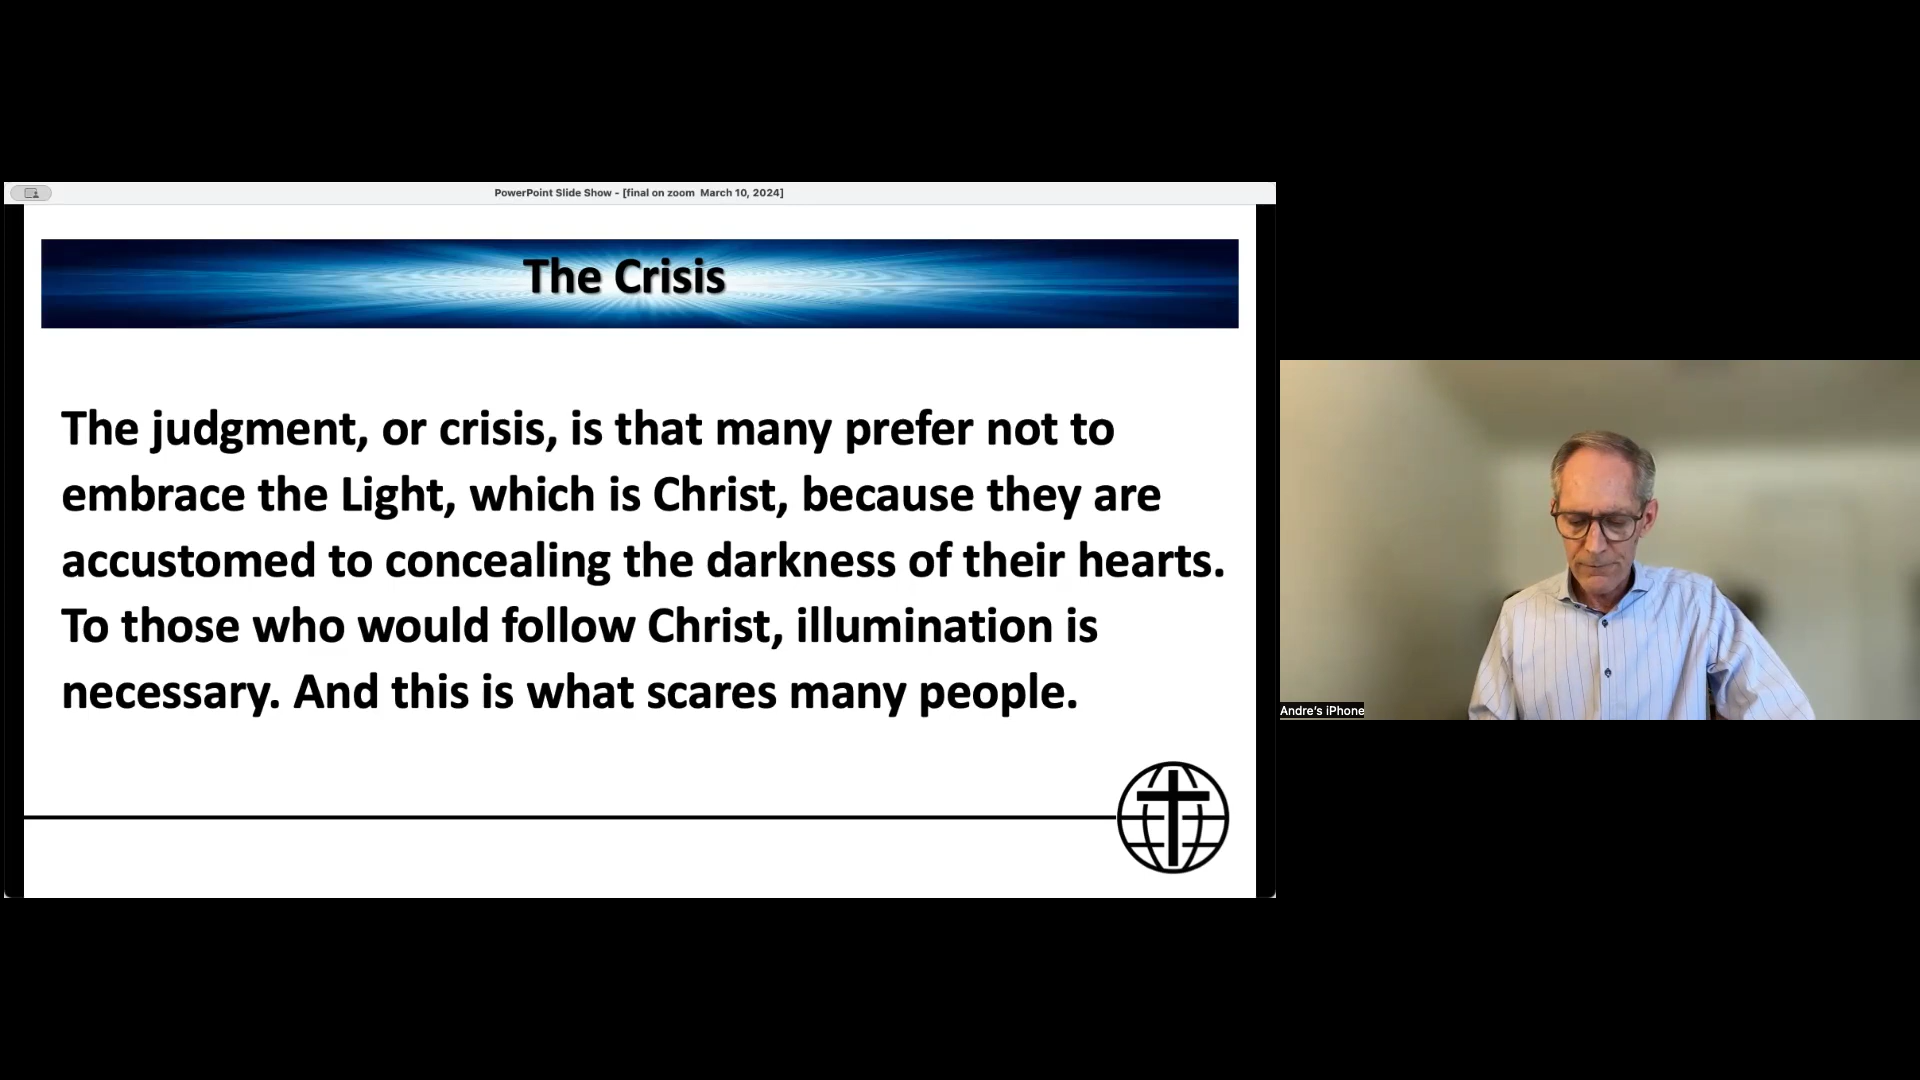 PowerPoint Slide Show - [final on zoom  March 10, 2024]
The Crisis
The judgment, or crisis, is that many prefer not to
embrace the Light, which is Christ, because they are
accustomed to concealing the darkness of their hearts.
To those who would follow Christ, illumination is
necessary. And this is what scares many people.
Andre's iPhone